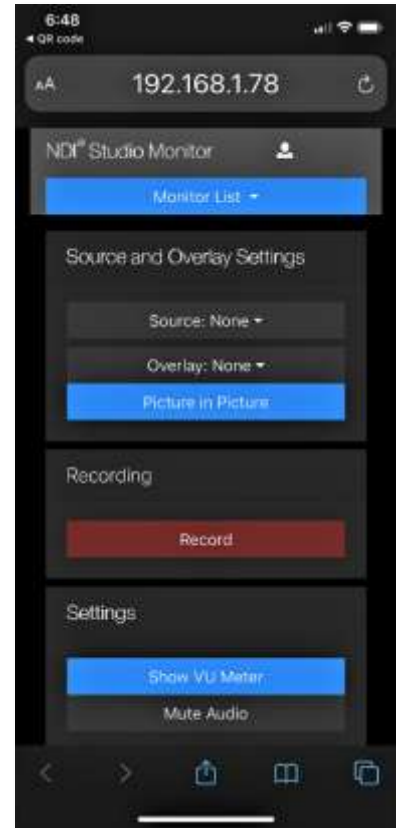 6:48
◀ QR code
AA 192.168.1.78
NDI® Studio Monitor
Monitor List
Source and Overlay Settings
Source: None
Overlay: None
Picture in Picture
Recording
Record
Settings
Show VU Meter
Mute Audio